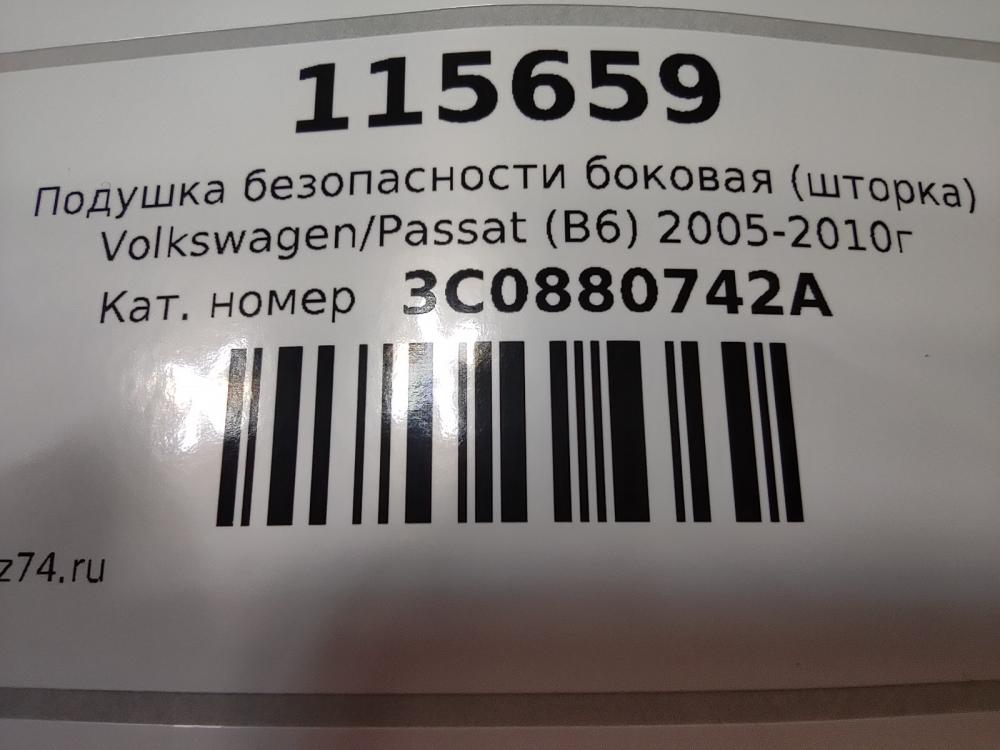 115659
Подушка безопасности боковая (шторка)
Volkswagen/Passat (B6) 2005-2010г
Кат. номер 3C0880742A
z74.ru